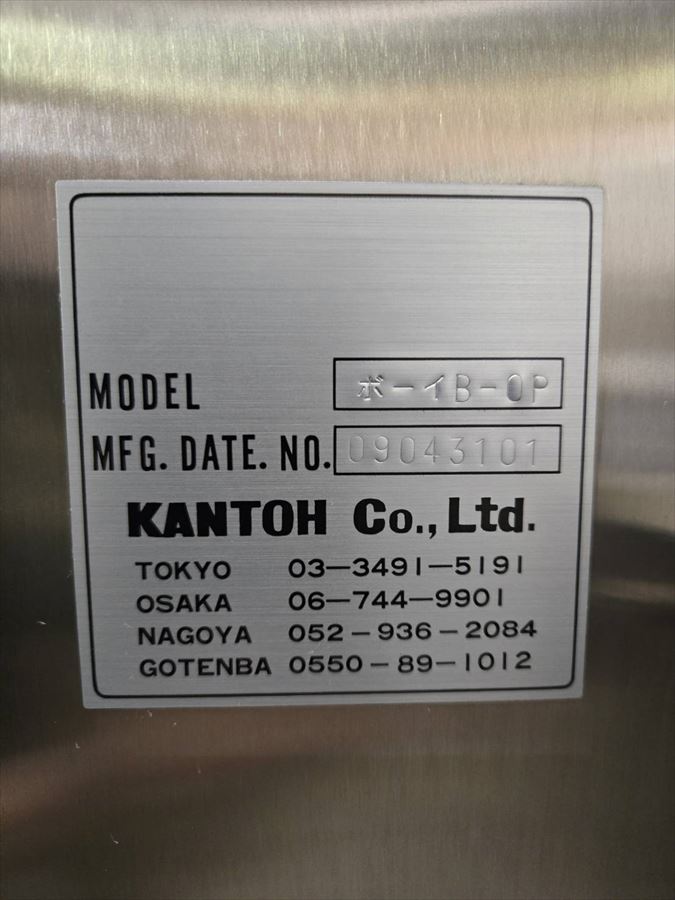 MODEL ボーイB-OP
MFG. DATE. NO. 09043101
KANTOH Co., Ltd.
TOKYO 03-3491-5191
OSAKA 06-744-9901
NAGOYA 052-936-2084
GOTENBA 0550-89-1012